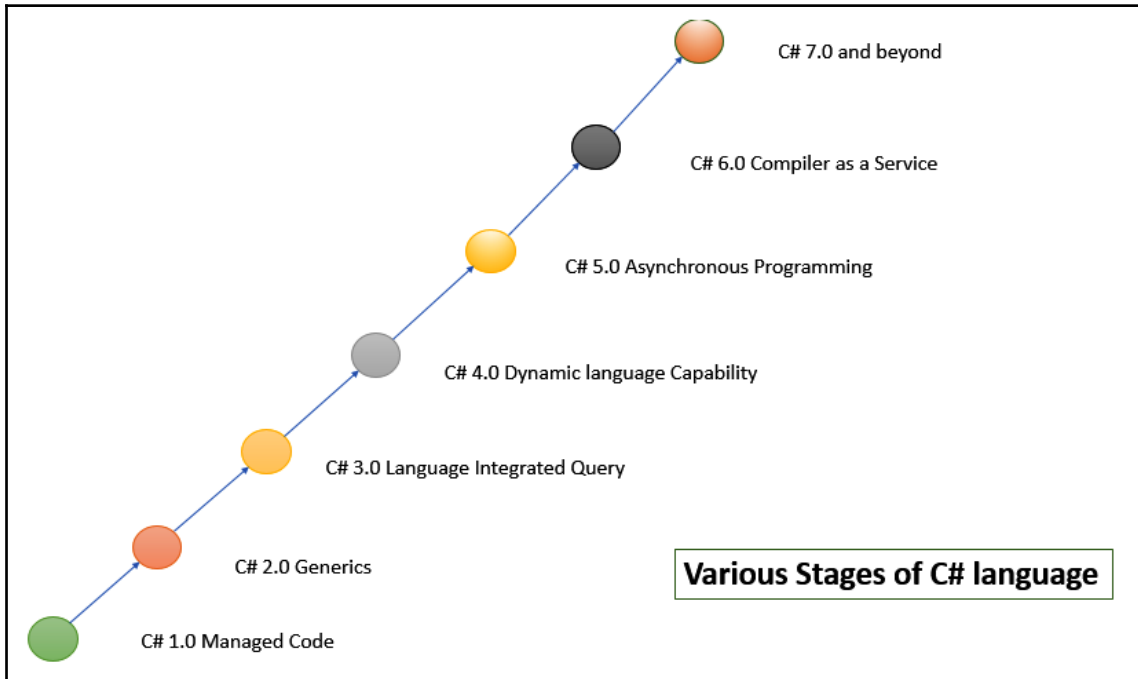 C# 7.0 and beyond
C# 6.0 Compiler as a Service
C# 5.0 Asynchronous Programming
C# 4.0 Dynamic language Capability
C# 3.0 Language Integrated Query
C# 2.0 Generics
Various Stages of C# language
C# 1.0 Managed Code